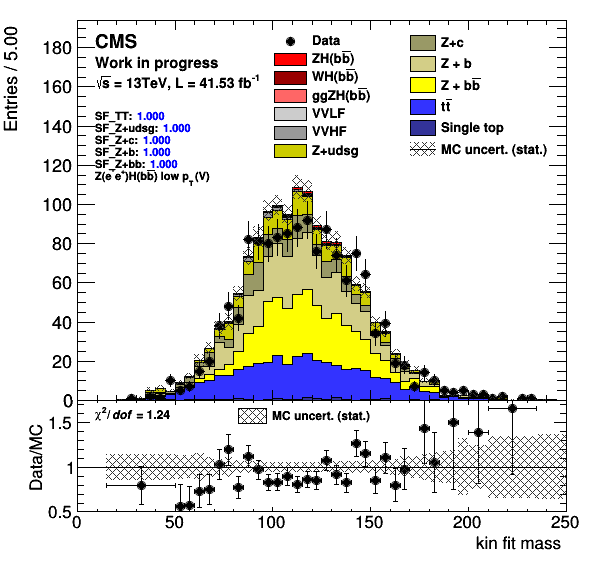 Entries / 5.00
180
160
140
120
100
80
60
40
20
0
CMS
Work in progress
√s = 13TeV, L = 41.53 fb⁻¹
SF_TT: 1.000
SF_Z+udsg: 1.000
SF_Z+c: 1.000
SF_Z+b: 1.000
SF_Z+bb: 1.000
Z(e⁻e⁺)H(bb̅) low p_T(V)
Data
ZH(bb̅)
WH(bb̅)
ggZH(bb̅)
VVLF
VVHF
Z+udsg
Z+c
Z + b
Z + bb̅
tt̅
Single top
MC uncert. (stat.)
Data/MC
1.5
1
0.5
χ²/dof = 1.24
MC uncert. (stat.)
0 50 100 150 200 250
kin fit mass